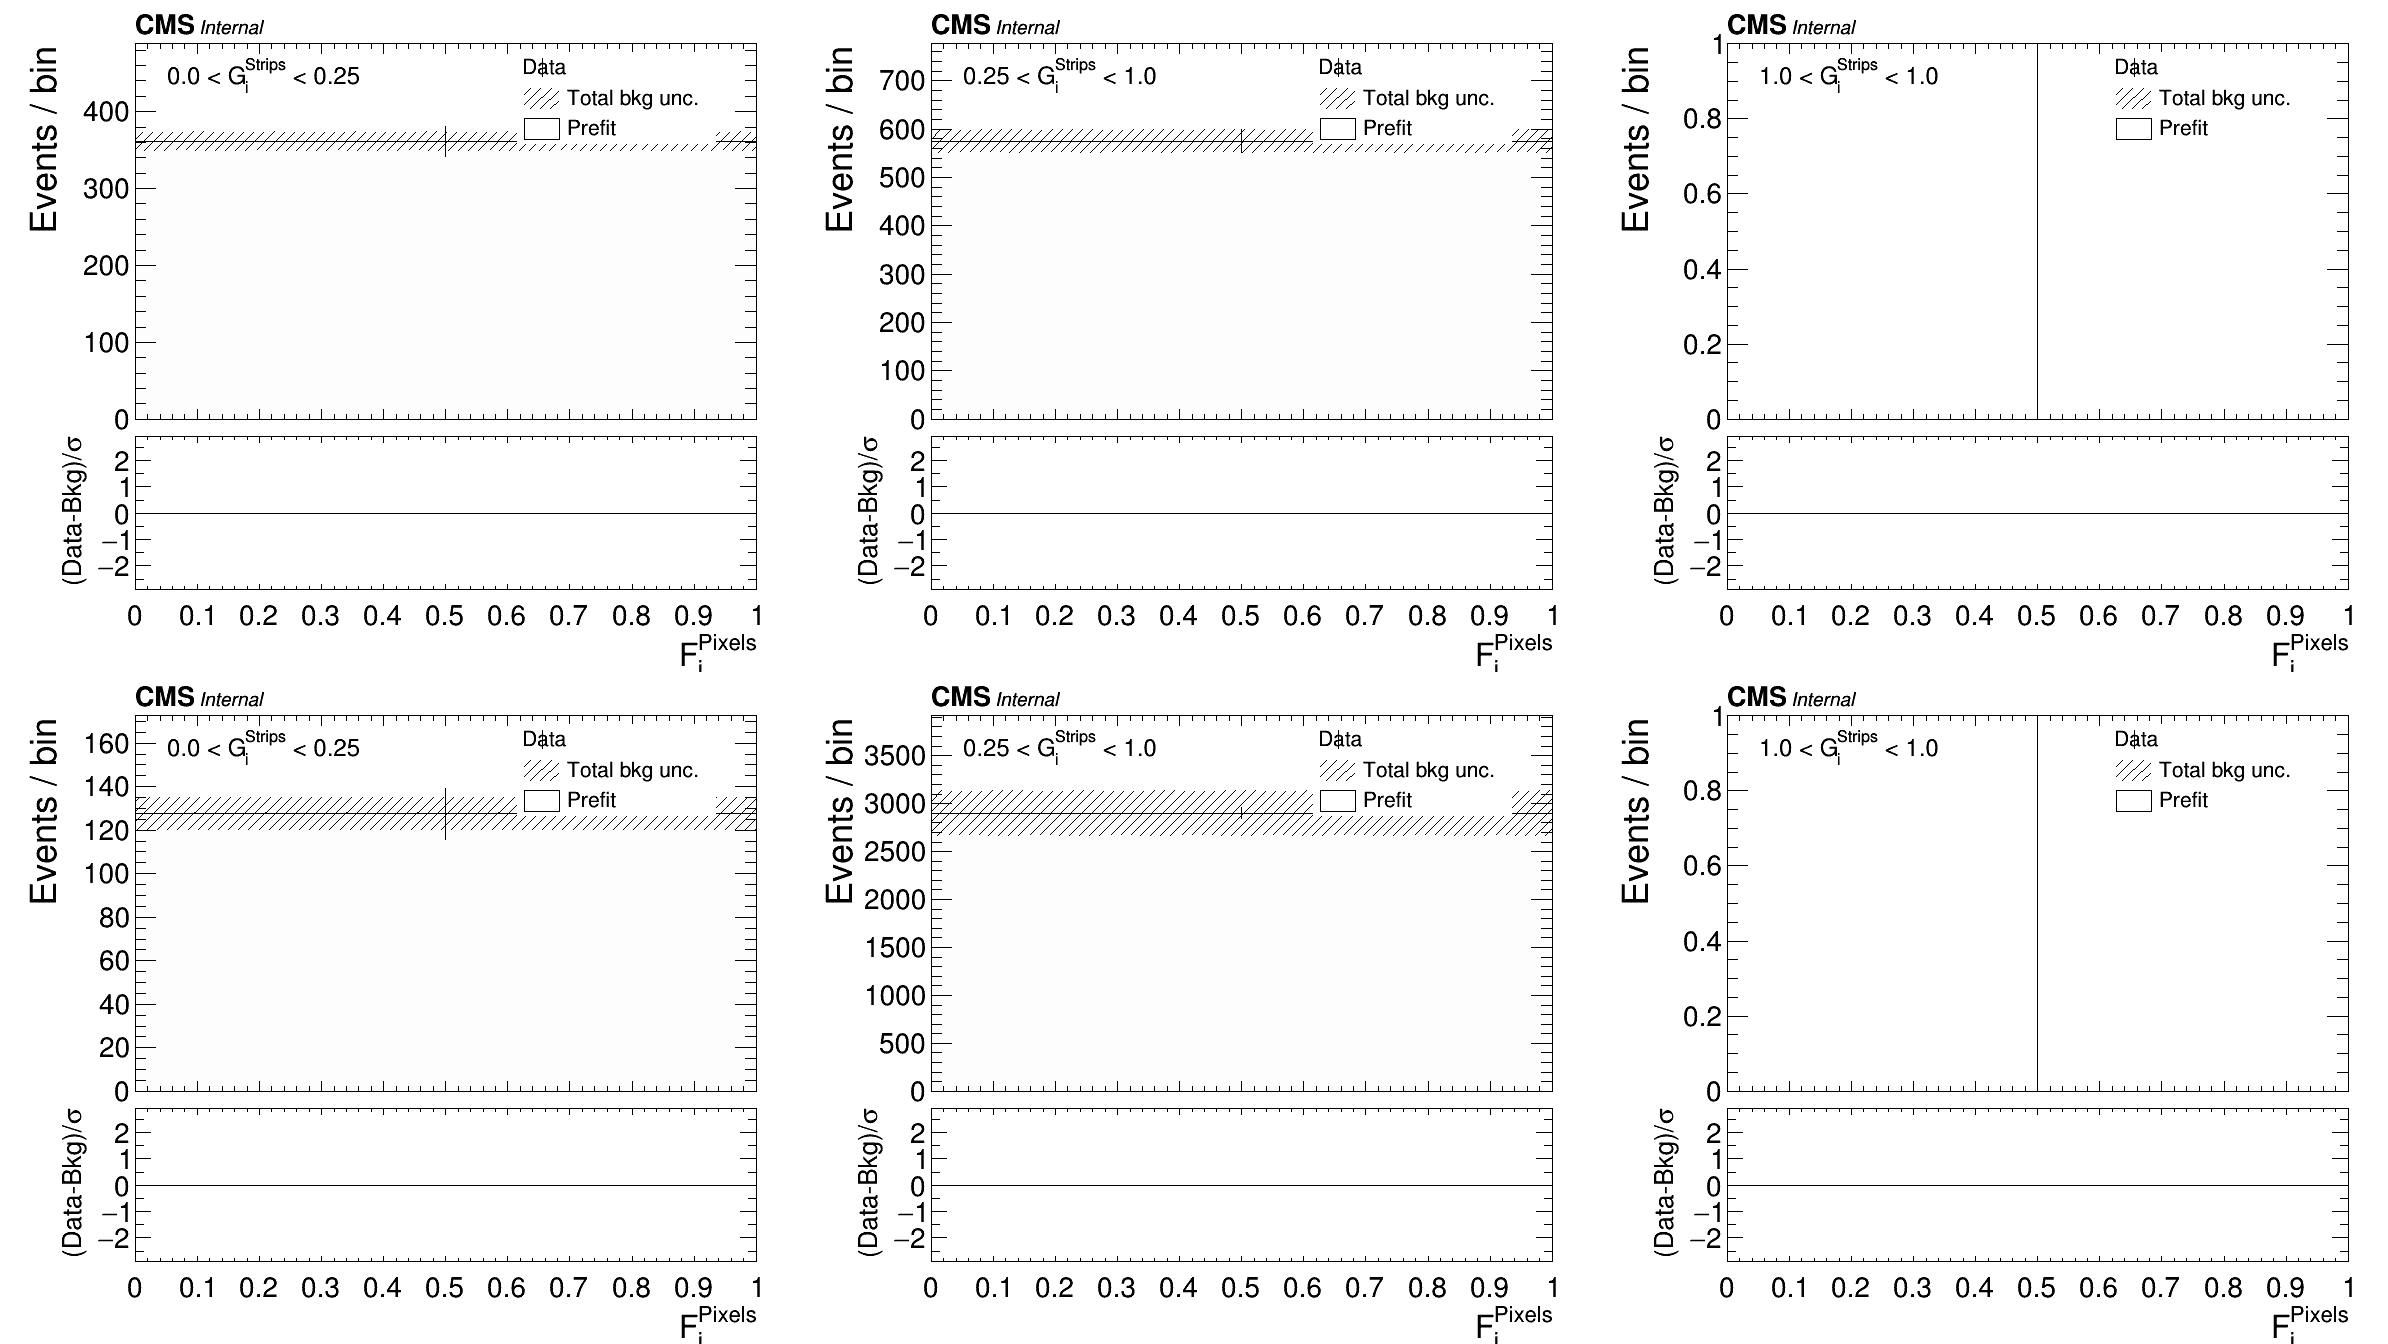 CMS Internal
0.0 < G_i^Strips < 0.25
Data
Total bkg unc.
Prefit
Events / bin
400
300
200
100
0
(Data-Bkg)/σ
2
1
0
−1
−2
0 0.1 0.2 0.3 0.4 0.5 0.6 0.7 0.8 0.9 1
F_i^Pixels
CMS Internal
0.25 < G_i^Strips < 1.0
Data
Total bkg unc.
Prefit
Events / bin
700
600
500
400
300
200
100
0
(Data-Bkg)/σ
2
1
0
−1
−2
0 0.1 0.2 0.3 0.4 0.5 0.6 0.7 0.8 0.9 1
F_i^Pixels
CMS Internal
1.0 < G_i^Strips < 1.0
Data
Total bkg unc.
Prefit
Events / bin
1
0.8
0.6
0.4
0.2
0
(Data-Bkg)/σ
2
1
0
−1
−2
0 0.1 0.2 0.3 0.4 0.5 0.6 0.7 0.8 0.9 1
F_i^Pixels
CMS Internal
0.0 < G_i^Strips < 0.25
Data
Total bkg unc.
Prefit
Events / bin
160
140
120
100
80
60
40
20
0
(Data-Bkg)/σ
2
1
0
−1
−2
0 0.1 0.2 0.3 0.4 0.5 0.6 0.7 0.8 0.9 1
F_i^Pixels
CMS Internal
0.25 < G_i^Strips < 1.0
Data
Total bkg unc.
Prefit
Events / bin
3500
3000
2500
2000
1500
1000
500
0
(Data-Bkg)/σ
2
1
0
−1
−2
0 0.1 0.2 0.3 0.4 0.5 0.6 0.7 0.8 0.9 1
F_i^Pixels
CMS Internal
1.0 < G_i^Strips < 1.0
Data
Total bkg unc.
Prefit
Events / bin
1
0.8
0.6
0.4
0.2
0
(Data-Bkg)/σ
2
1
0
−1
−2
0 0.1 0.2 0.3 0.4 0.5 0.6 0.7 0.8 0.9 1
F_i^Pixels